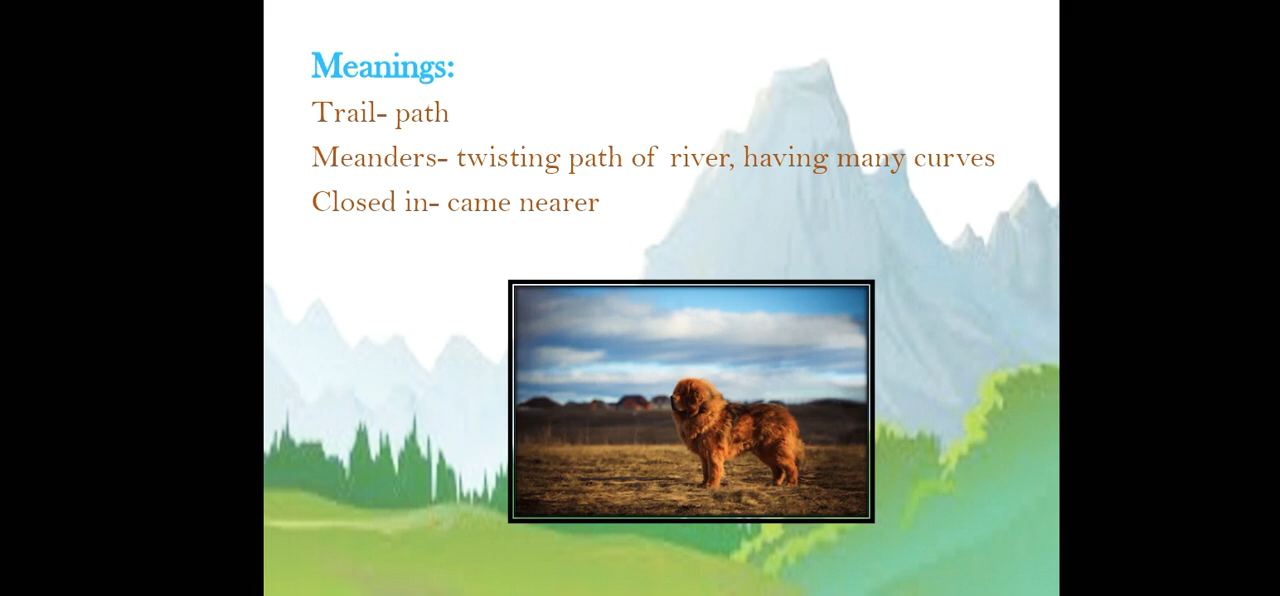 Meanings:
Trail- path
Meanders- twisting path of river, having many curves
Closed in- came nearer